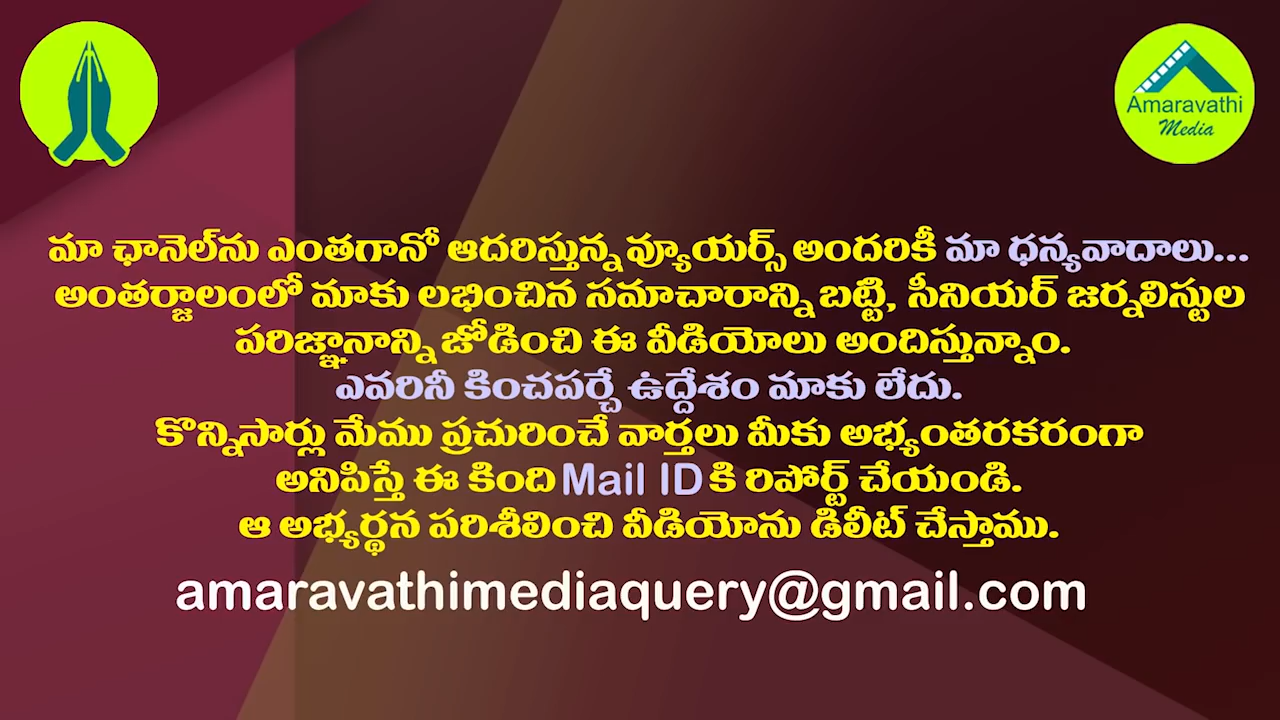 Amaravathi
Media
మా ఛానెల్‌ను ఎంతగానో ఆదరిస్తున్న వ్యూయర్స్ అందరికీ మా ధన్యవాదాలు...
అంతర్జాలంలో మాకు లభించిన సమాచారాన్ని బట్టి, సీనియర్ జర్నలిస్టుల
పరిజ్ఞానాన్ని జోడించి ఈ వీడియోలు అందిస్తున్నాం.
ఎవరినీ కించపర్చే ఉద్దేశం మాకు లేదు.
కొన్నిసార్లు మేము ప్రచురించే వార్తలు మీకు అభ్యంతరకరంగా
అనిపిస్తే ఈ కింది Mail ID కి రిపోర్ట్ చేయండి.
ఆ అభ్యర్థన పరిశీలించి వీడియోను డిలీట్ చేస్తాము.
amaravathimediaquery@gmail.com